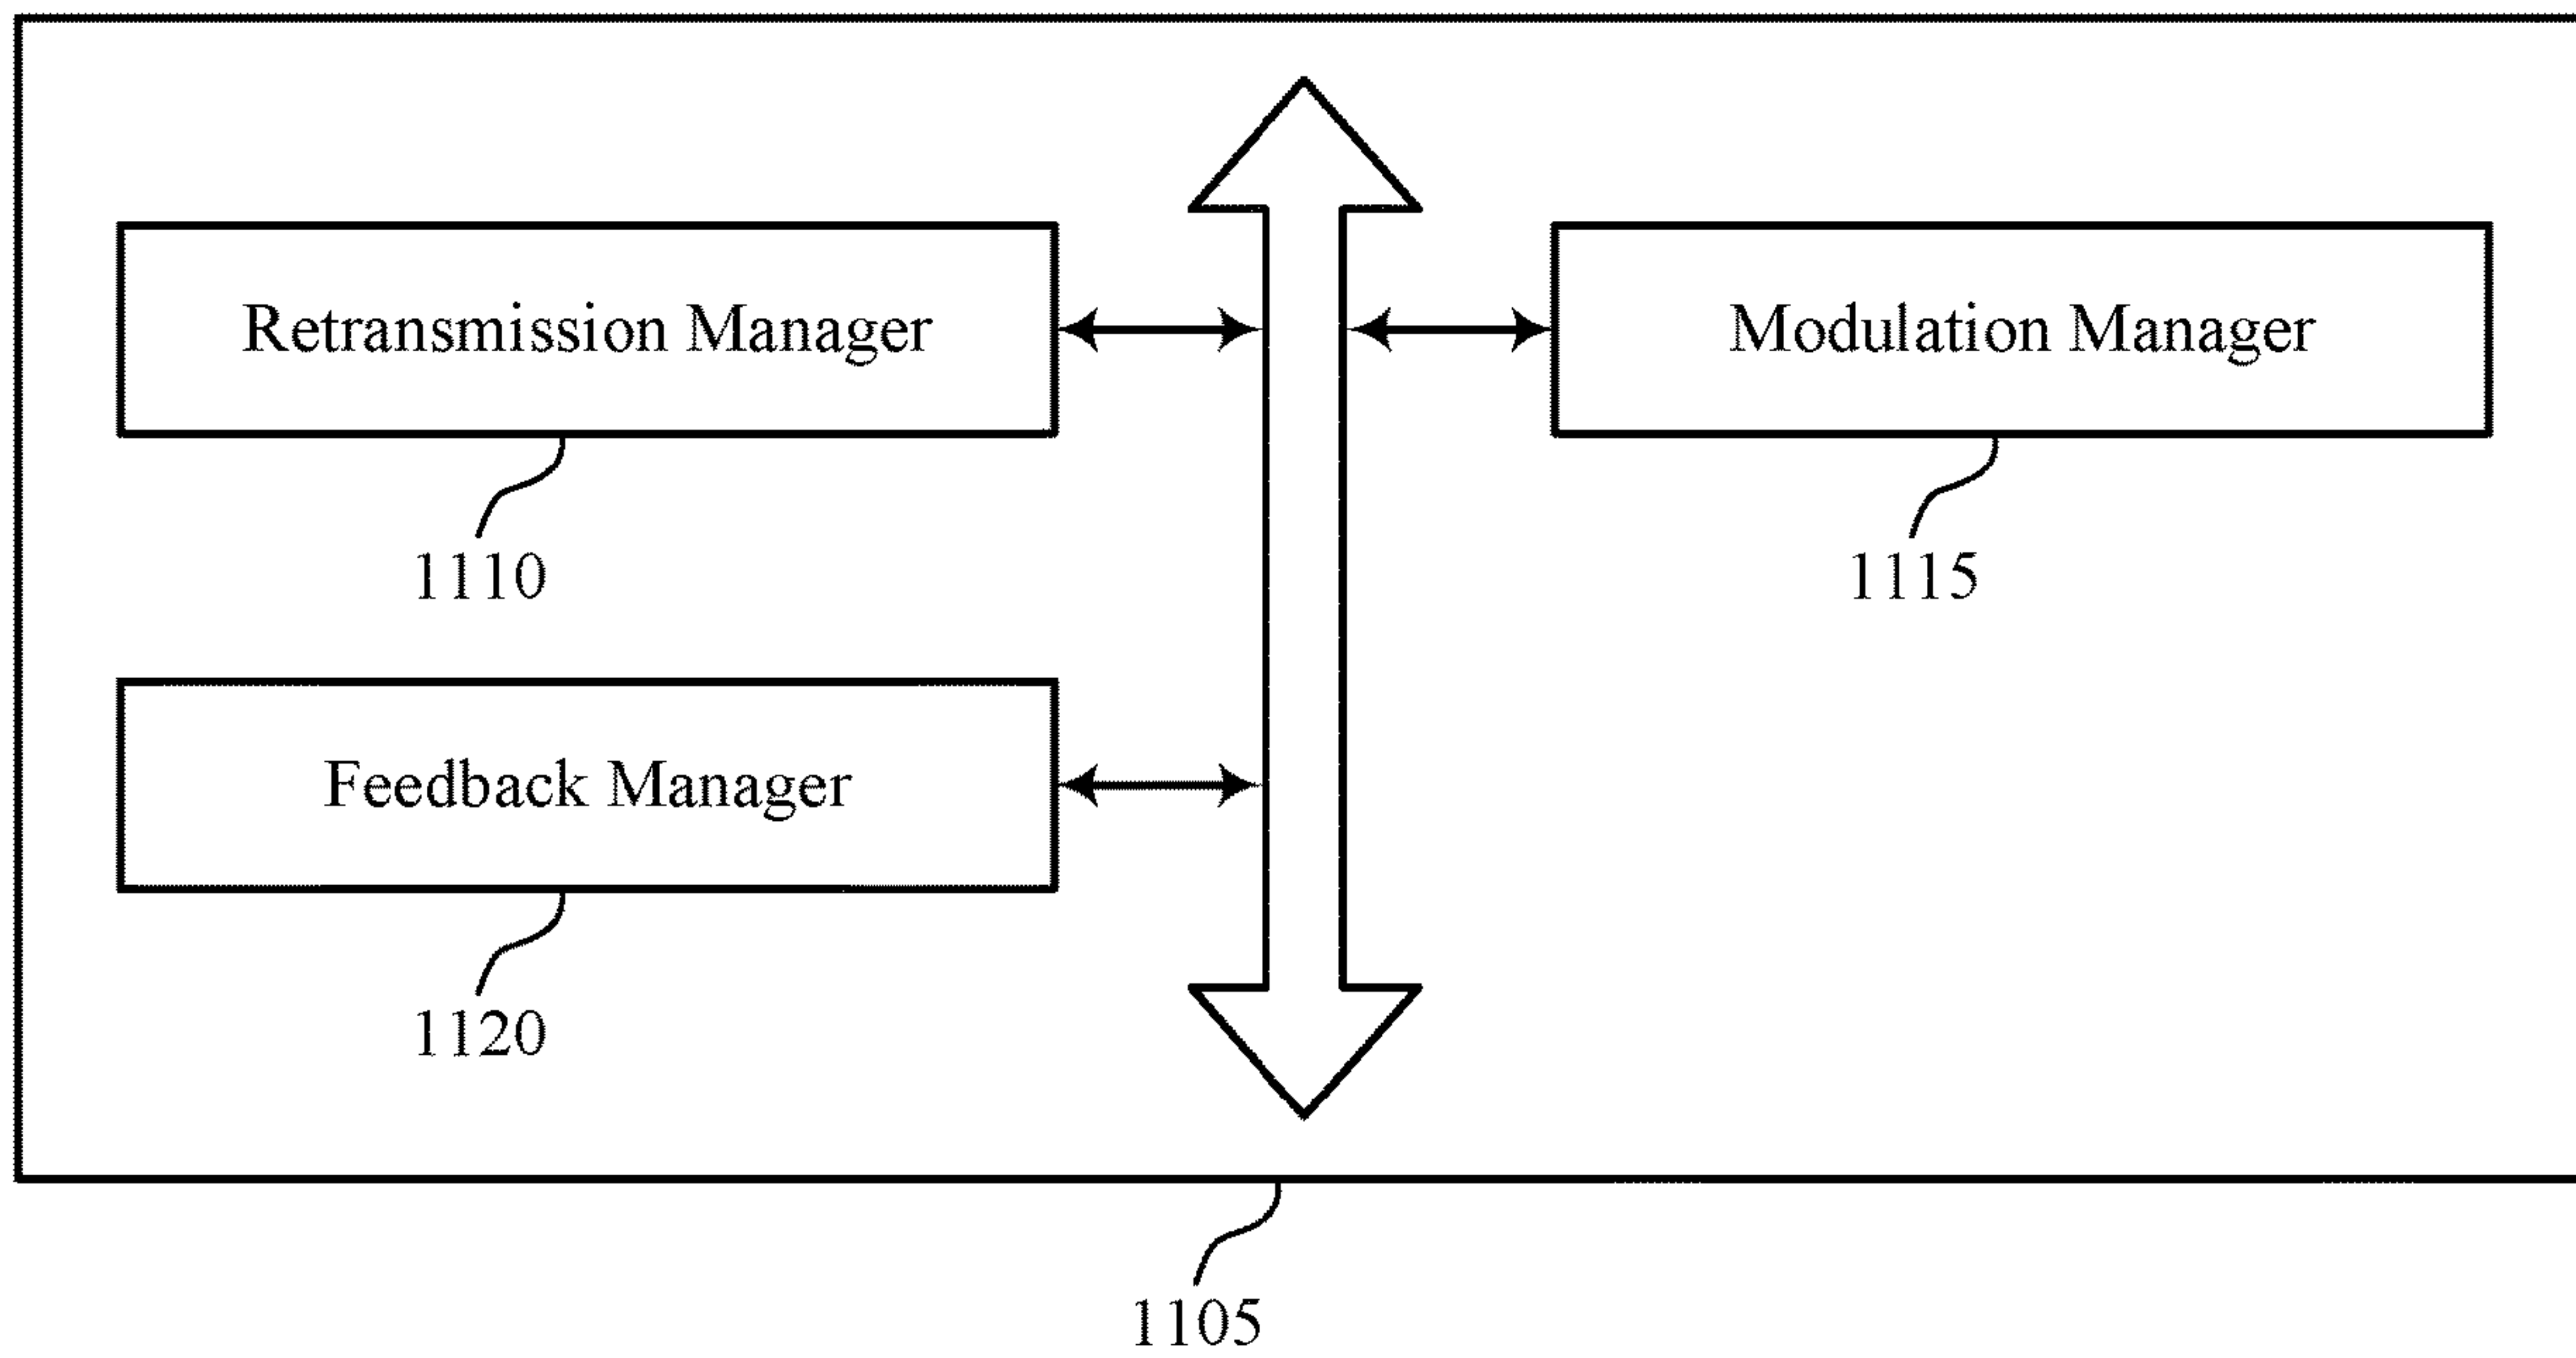 Retransmission Manager
Modulation Manager
1110
1115
Feedback Manager
1120
1105